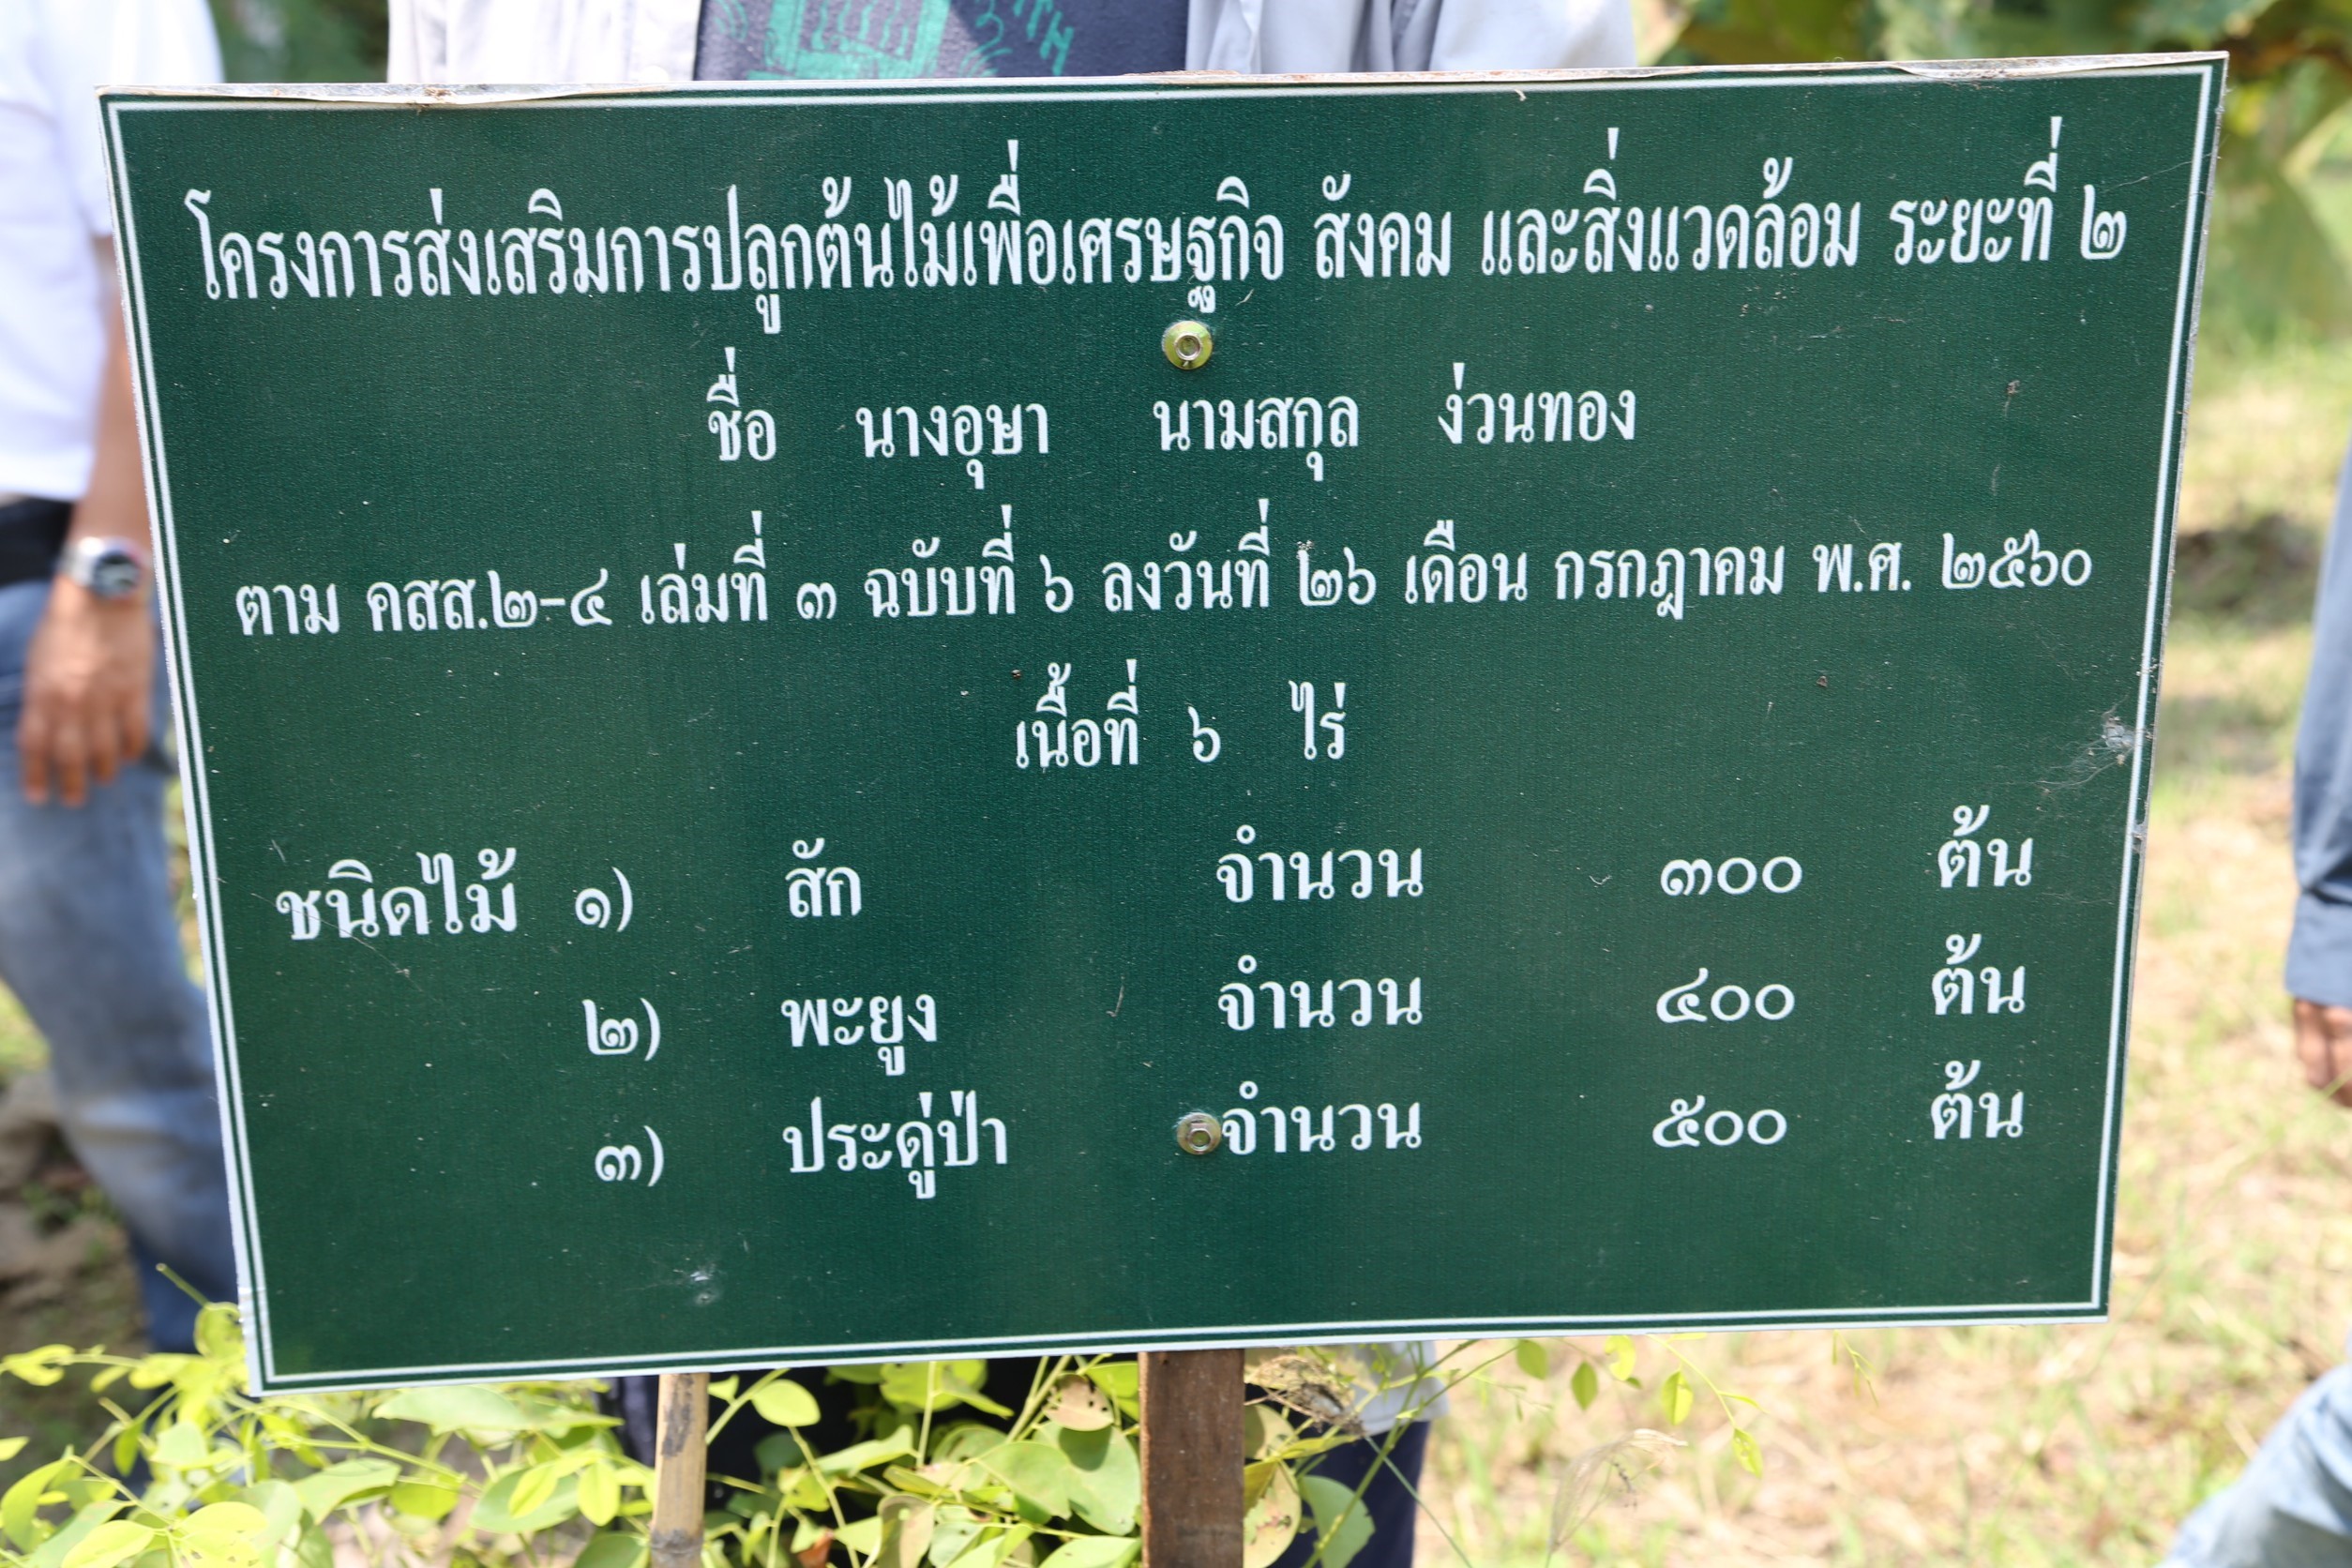 โครงการส่งเสริมการปลูกต้นไม้เพื่อเศรษฐกิจ สังคม และสิ่งแวดล้อม ระยะที่ ๒
ชื่อ นางอุษา นามสกุล ง่วนทอง
ตาม คสส.๒-๔ เล่มที่ ๓ ฉบับที่ ๖ ลงวันที่ ๒๖ เดือน กรกฎาคม พ.ศ. ๒๕๖๐
เนื้อที่ ๖ ไร่
ชนิดไม้ ๑) สัก จำนวน ๓๐๐ ต้น
๒) พะยูง จำนวน ๔๐๐ ต้น
๓) ประดู่ป่า จำนวน ๕๐๐ ต้น